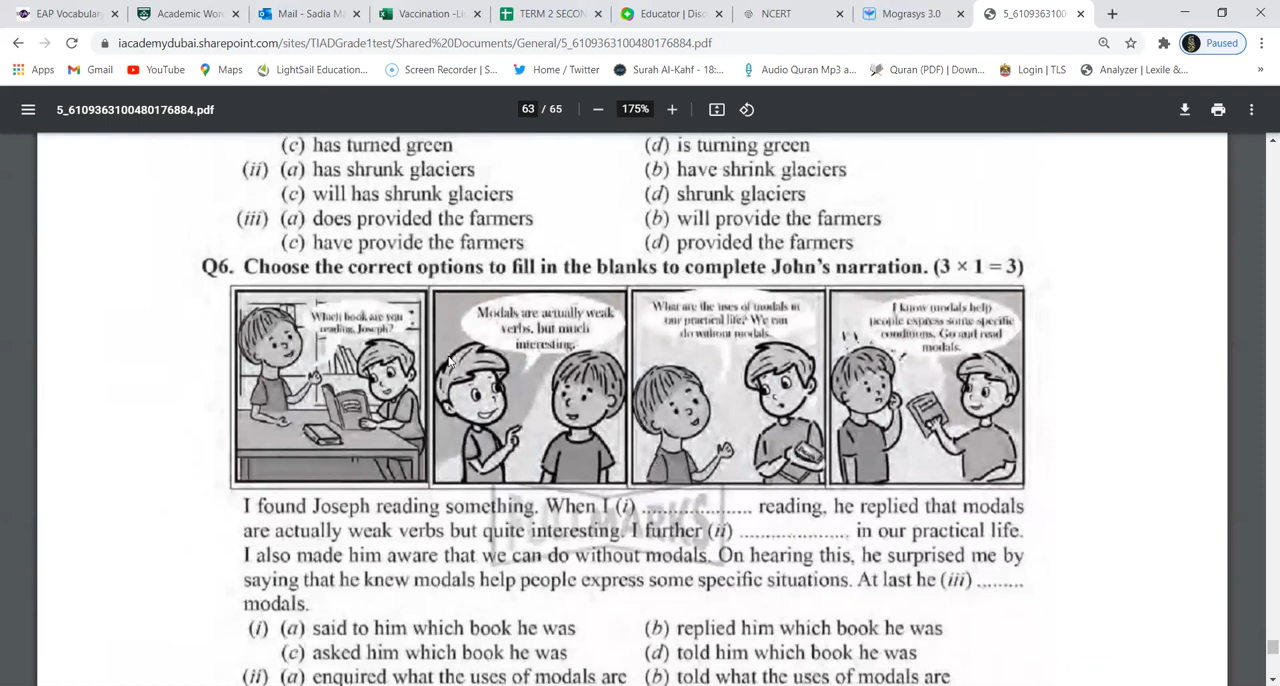 EAP Vocabulary
Academic Wor
Mail - Sadia M
Vaccination -Li
TERM 2 SECON
Educator | Disc
NCERT
Mograsys 3.0
5_6109363100
iacademydubai.sharepoint.com/sites/TIADGrade1test/Shared%20Documents/General/5_6109363100480176884.pdf
Paused
Apps
Gmail
YouTube
Maps
LightSail Education...
Screen Recorder | S...
Home / Twitter
Surah Al-Kahf - 18:...
Audio Quran Mp3 a...
Quran (PDF) | Down...
Login | TLS
Analyzer | Lexile &...
»
5_6109363100480176884.pdf
63 / 65
175%
(c) has turned green
(d) is turning green
(ii) (a) has shrunk glaciers
(b) have shrink glaciers
(c) will has shrunk glaciers
(d) shrunk glaciers
(iii) (a) does provided the farmers
(b) will provide the farmers
(c) have provide the farmers
(d) provided the farmers
Q6. Choose the correct options to fill in the blanks to complete John's narration. (3 × 1 = 3)
Which book are you
reading, Joseph?
Modals are actually weak
verbs, but much
interesting.
What are the uses of modals in
our practical life? We can
do without modals.
I know modals help
people express some specific
conditions. Go and read
modals.
I found Joseph reading something. When I (i) ...................... reading, he replied that modals
are actually weak verbs but quite interesting. I further (ii) ...................... in our practical life.
I also made him aware that we can do without modals. On hearing this, he surprised me by
saying that he knew modals help people express some specific situations. At last he (iii) .........
modals.
(i) (a) said to him which book he was
(b) replied him which book he was
(c) asked him which book he was
(d) told him which book he was
(ii) (a) enquired what the uses of modals are
(b) told what the uses of modals are